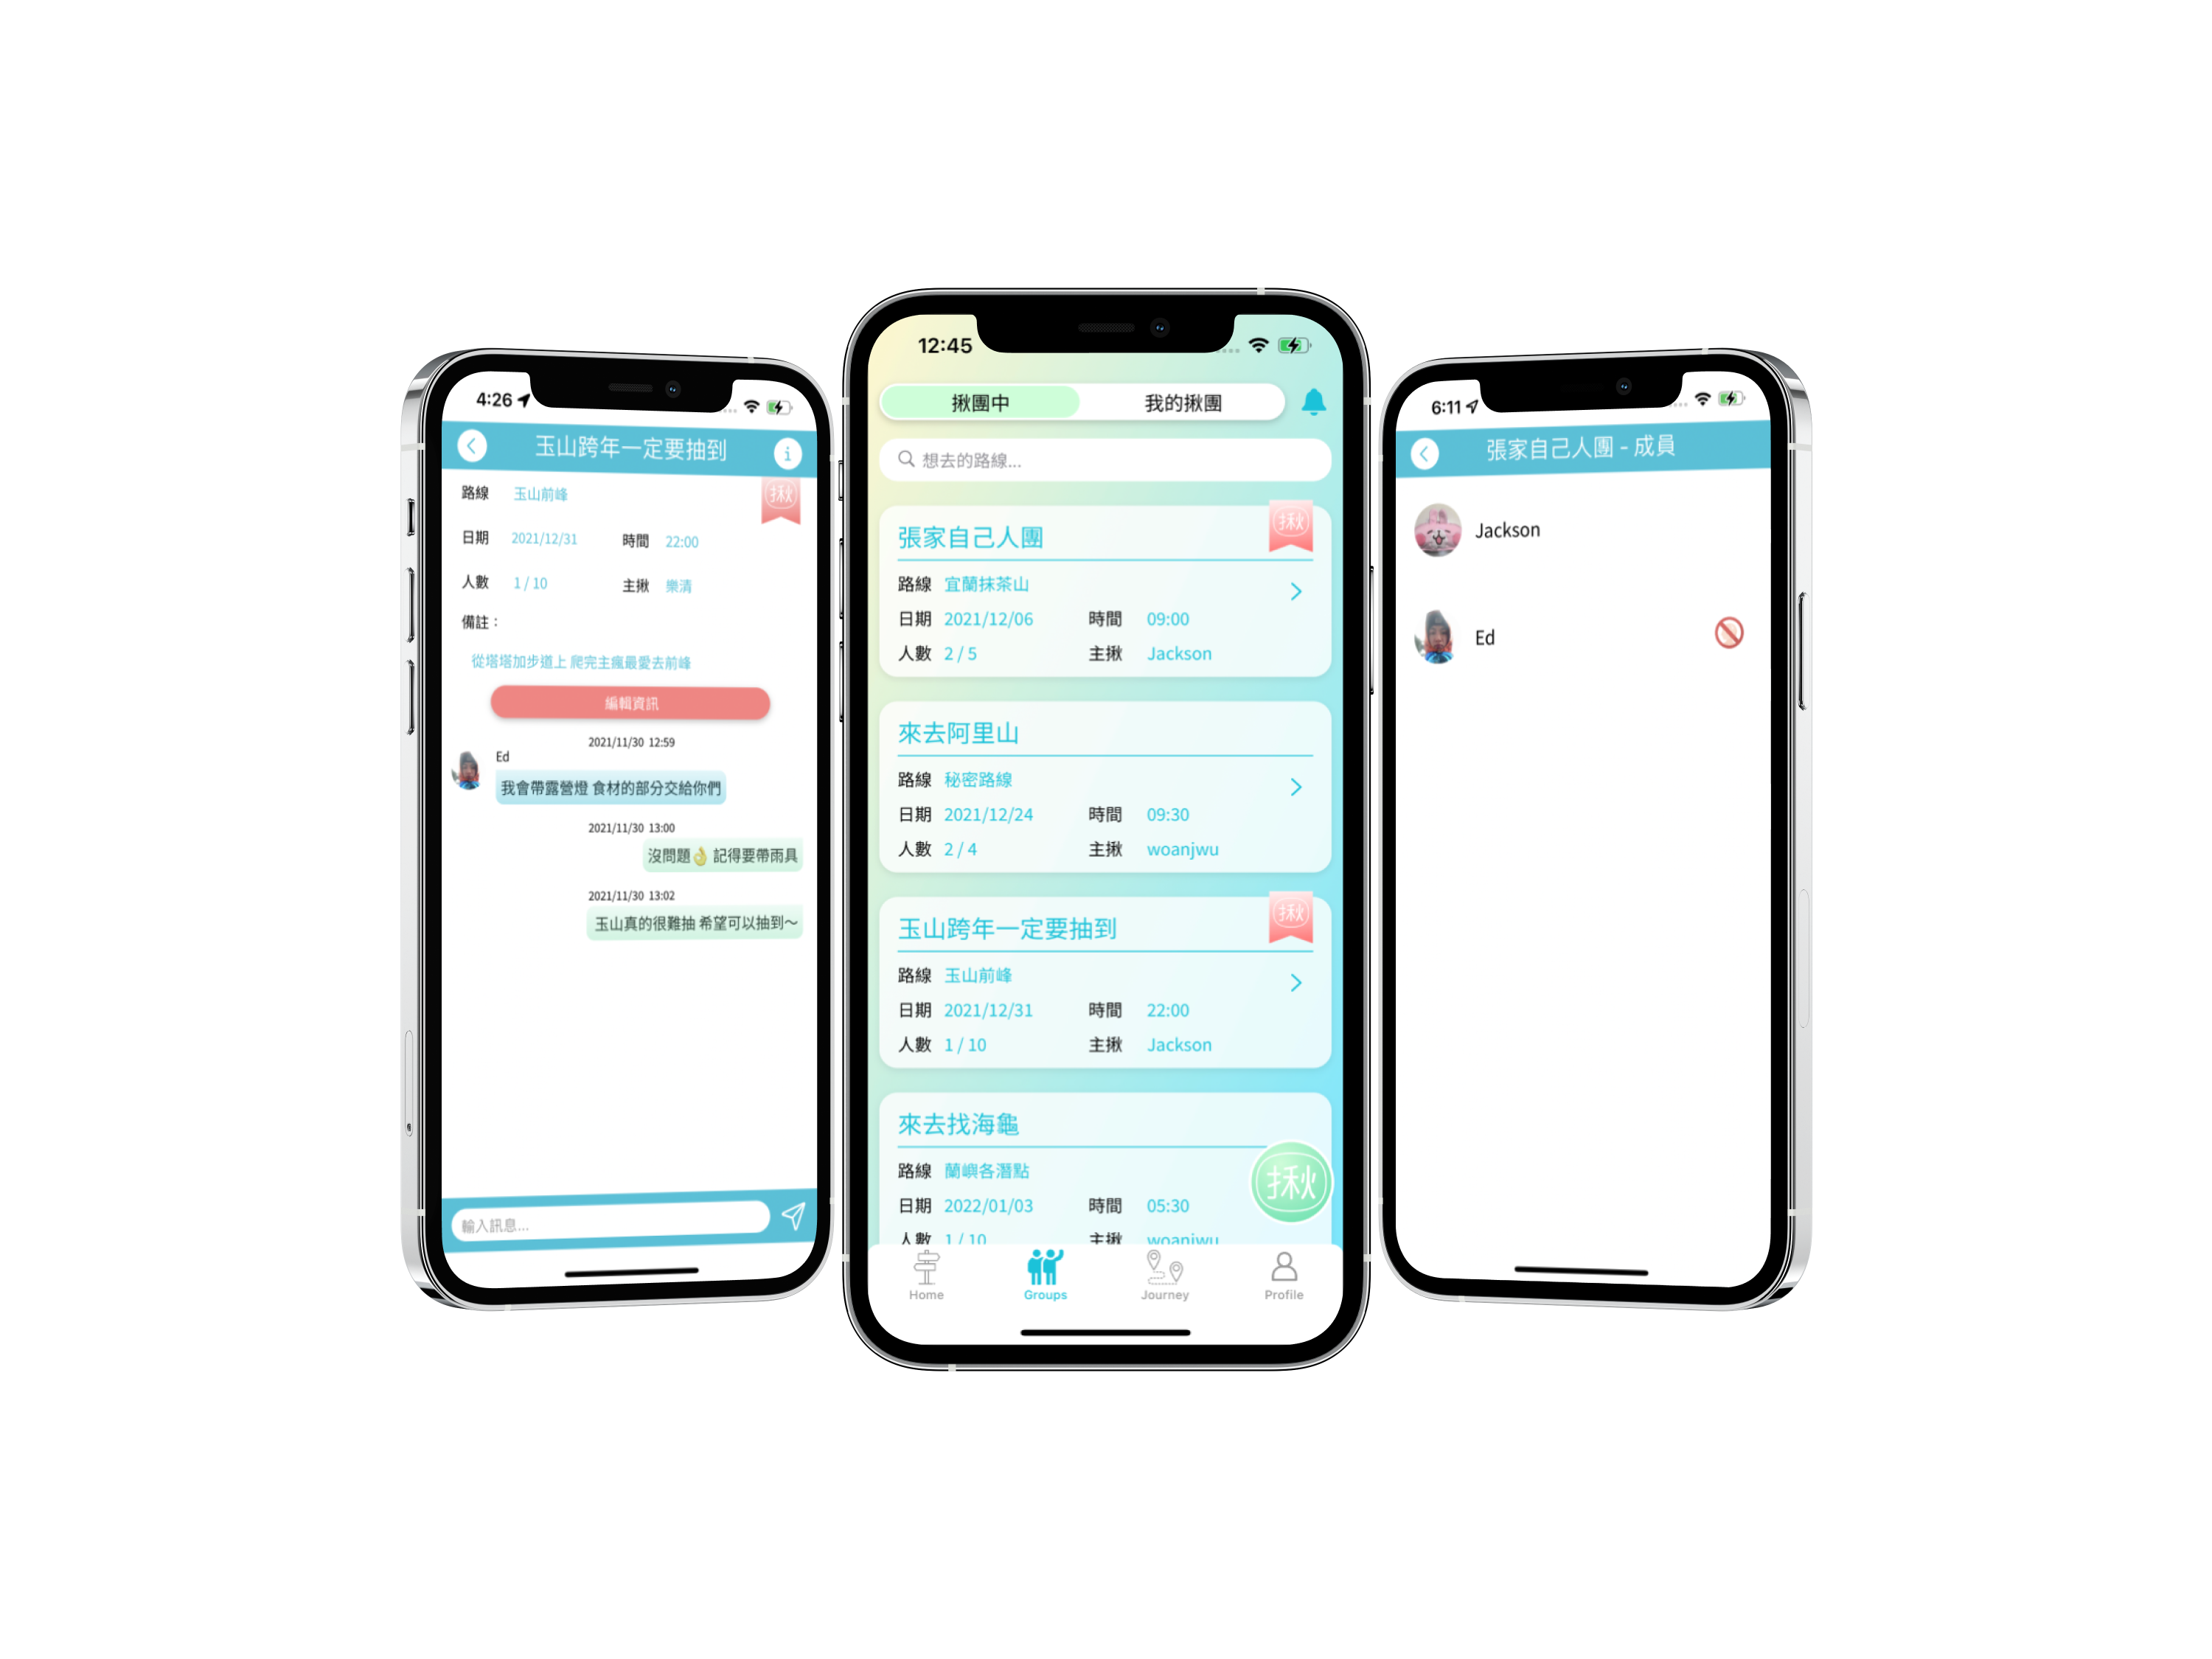 4:26
玉山跨年一定要抽到
i
路線 玉山前峰
揪
日期 2021/12/31 時間 22:00
人數 1 / 10 主揪 樂清
備註：
從塔塔加步道上 爬完主瘋最愛去前峰
編輯資訊
2021/11/30 12:59
Ed
我會帶露營燈 食材的部分交給你們
2021/11/30 13:00
沒問題👌 記得要帶雨具
2021/11/30 13:02
玉山真的很難抽 希望可以抽到～
輸入訊息...
12:45
揪團中 我的揪團
想去的路線...
張家自己人團
揪
路線 宜蘭抹茶山
日期 2021/12/06 時間 09:00
人數 2 / 5 主揪 Jackson
來去阿里山
路線 秘密路線
日期 2021/12/24 時間 09:30
人數 2 / 4 主揪 woanjwu
玉山跨年一定要抽到
揪
路線 玉山前峰
日期 2021/12/31 時間 22:00
人數 1 / 10 主揪 Jackson
來去找海龜
路線 蘭嶼各潛點
揪
日期 2022/01/03 時間 05:30
人數 1 / 10 主揪 woanjwu
Home Groups Journey Profile
6:11
張家自己人團 - 成員
Jackson
Ed